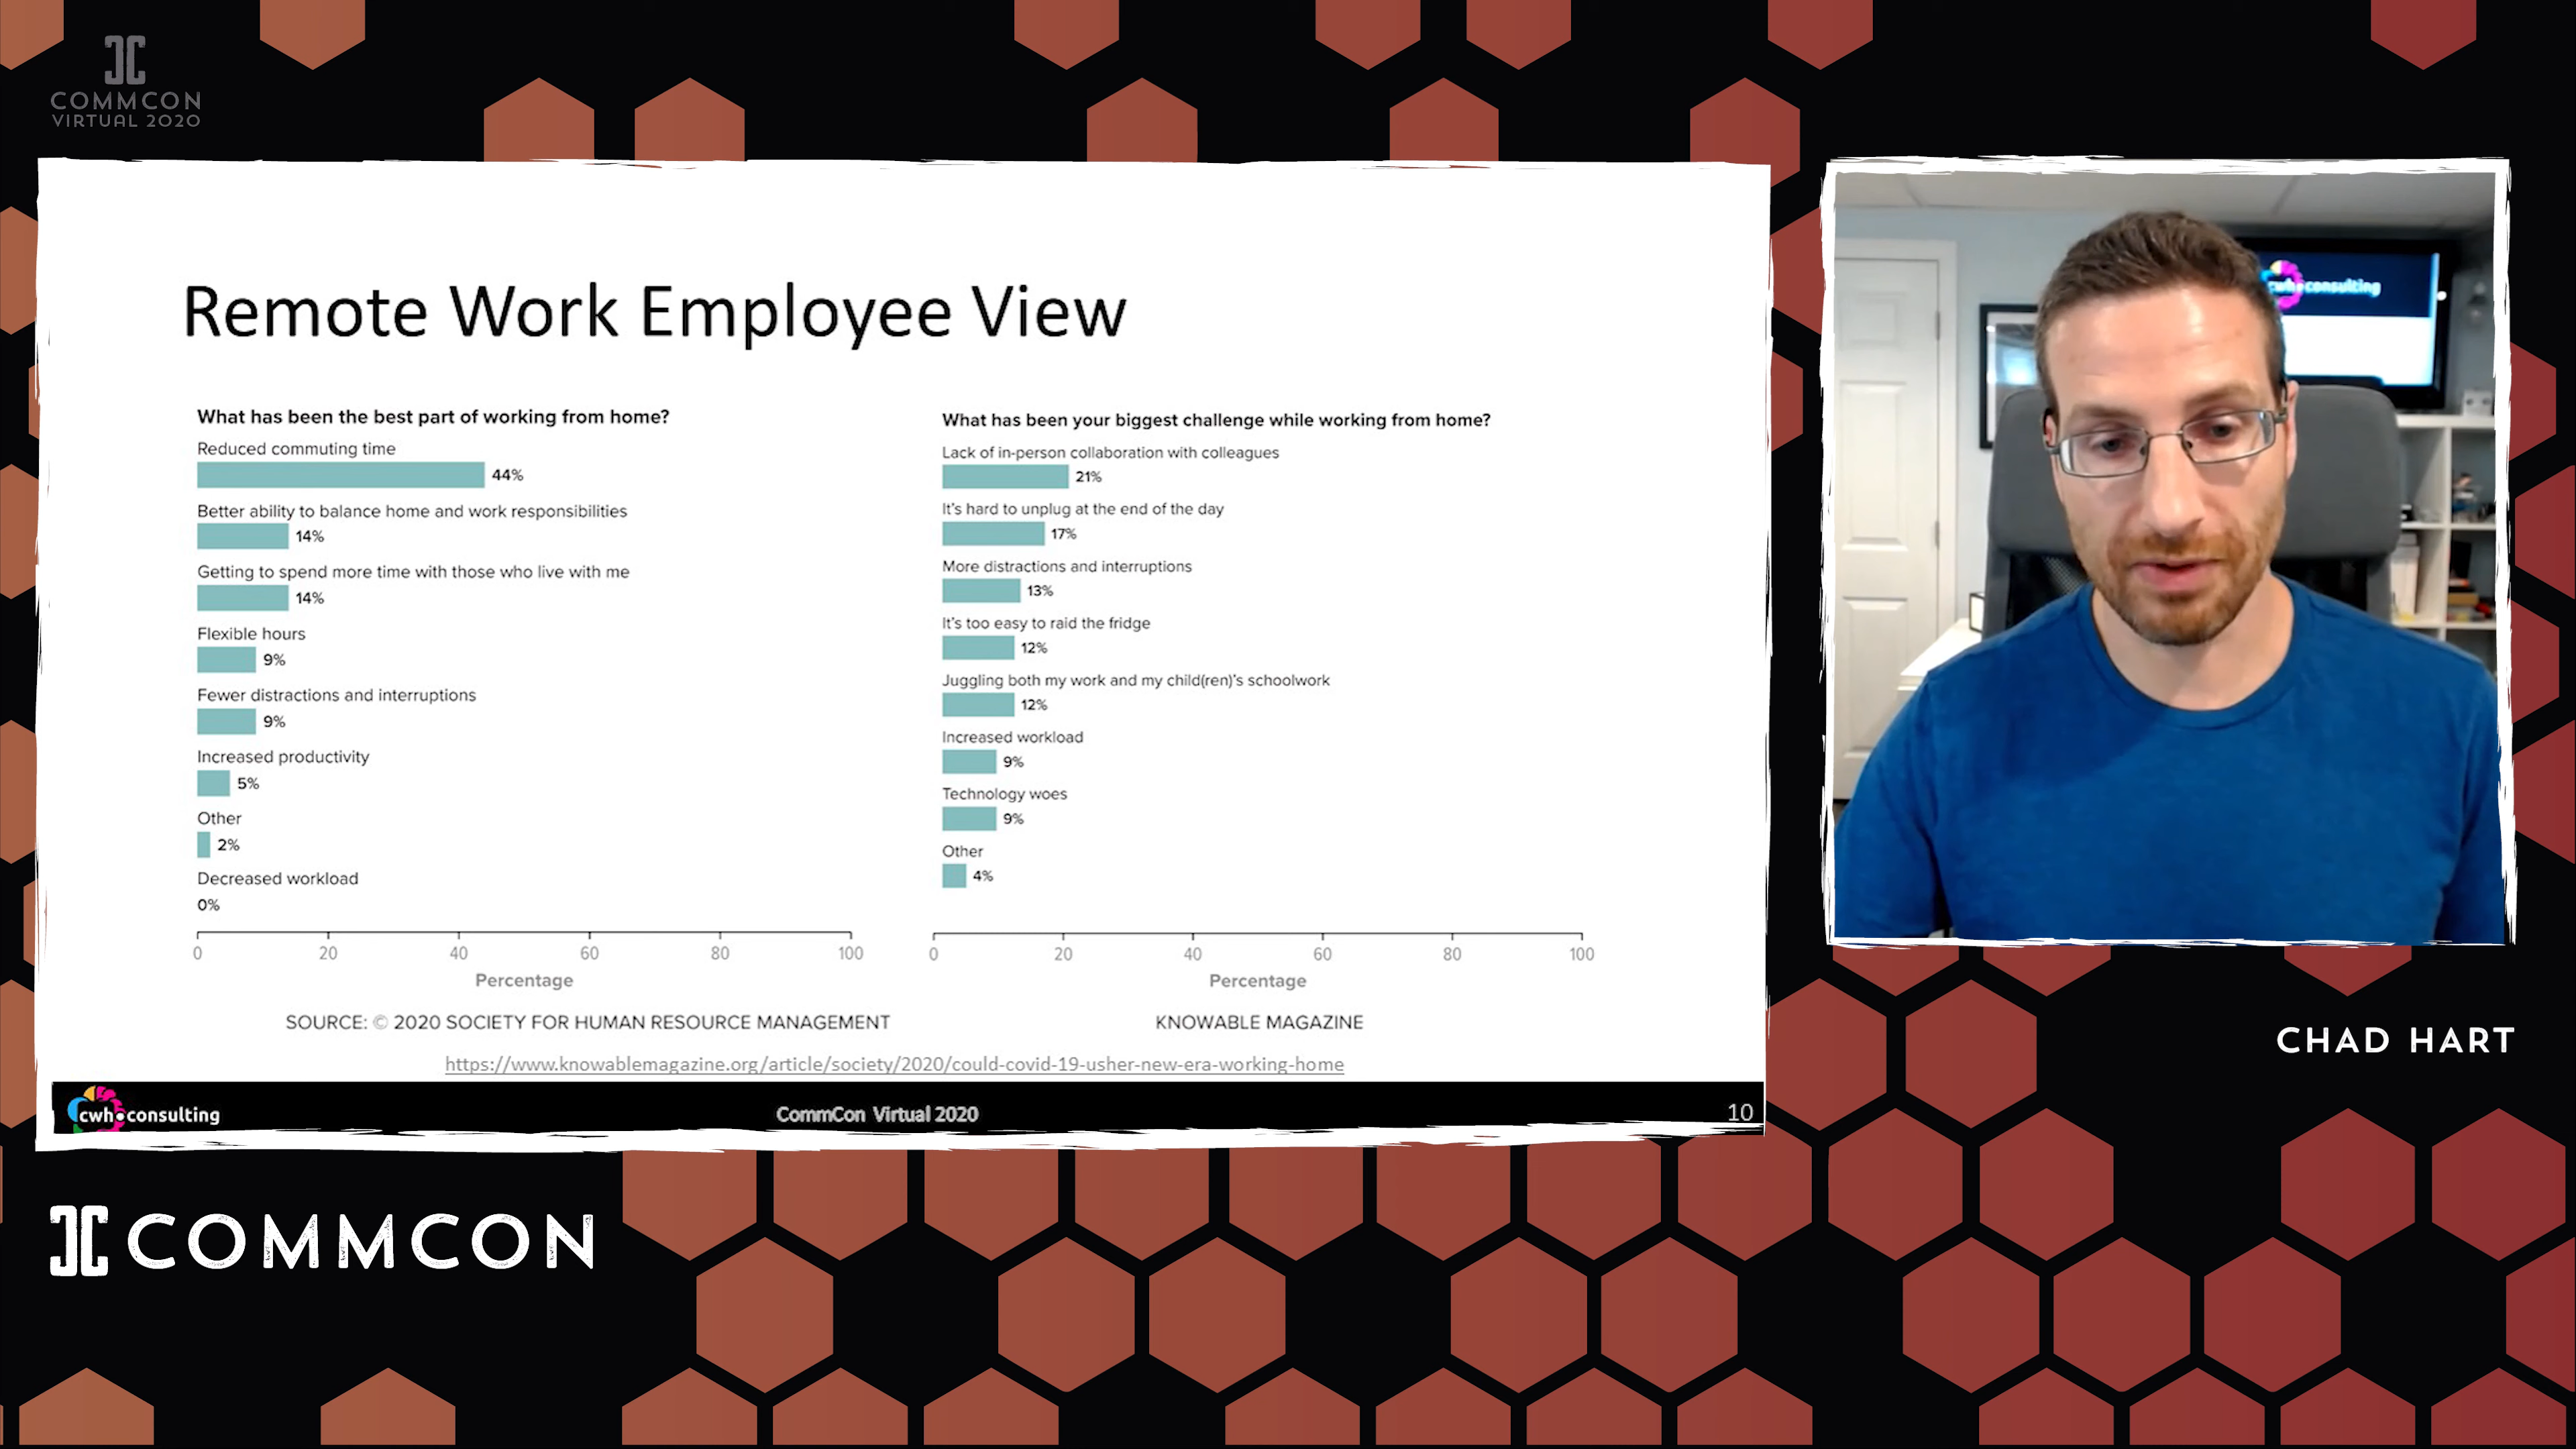 COMMCON
VIRTUAL 2020
Remote Work Employee View
What has been the best part of working from home?
Reduced commuting time
44%
Better ability to balance home and work responsibilities
14%
Getting to spend more time with those who live with me
14%
Flexible hours
9%
Fewer distractions and interruptions
9%
Increased productivity
5%
Other
2%
Decreased workload
0%
0 20 40 60 80 100
Percentage
What has been your biggest challenge while working from home?
Lack of in-person collaboration with colleagues
21%
It's hard to unplug at the end of the day
17%
More distractions and interruptions
13%
It's too easy to raid the fridge
12%
Juggling both my work and my child(ren)'s schoolwork
12%
Increased workload
9%
Technology woes
9%
Other
4%
0 20 40 60 80 100
Percentage
SOURCE: © 2020 SOCIETY FOR HUMAN RESOURCE MANAGEMENT
KNOWABLE MAGAZINE
https://www.knowablemagazine.org/article/society/2020/could-covid-19-usher-new-era-working-home
cwh consulting
CommCon Virtual 2020
10
cwh consulting
CHAD HART
COMMCON